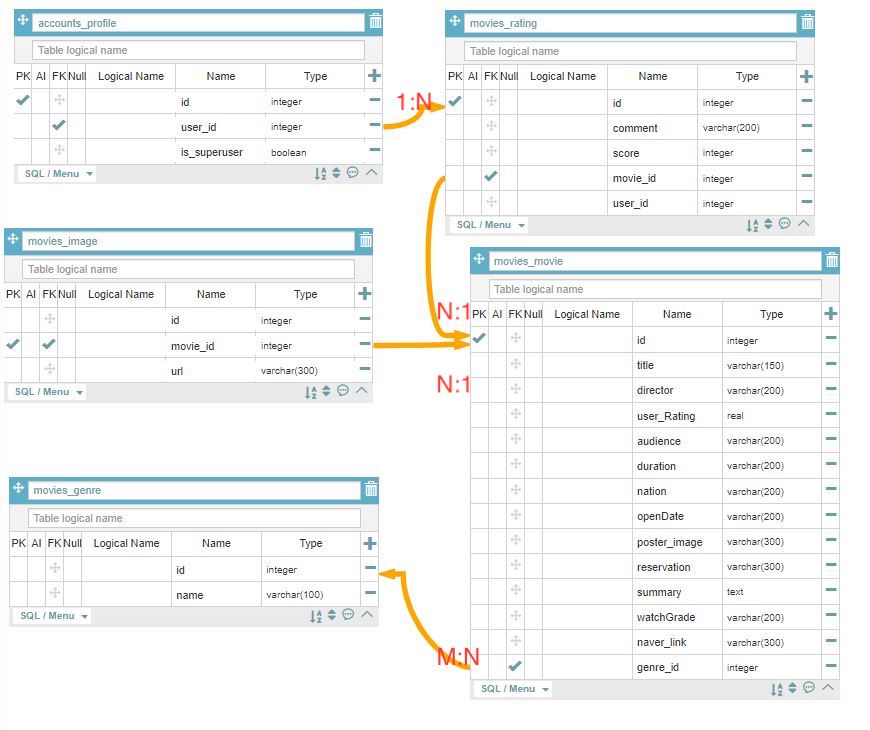 accounts_profile
Table logical name
PK AI FK Null Logical Name Name Type
id integer
user_id integer
is_superuser boolean
SQL / Menu
1:N
movies_rating
Table logical name
PK AI FK Null Logical Name Name Type
id integer
comment varchar(200)
score integer
movie_id integer
user_id integer
SQL / Menu
movies_image
Table logical name
PK AI FK Null Logical Name Name Type
id integer
movie_id integer
url varchar(300)
SQL / Menu
N:1
N:1
movies_movie
Table logical name
PK AI FK Null Logical Name Name Type
id integer
title varchar(150)
director varchar(200)
user_Rating real
audience varchar(200)
duration varchar(200)
nation varchar(200)
openDate varchar(200)
poster_image varchar(300)
reservation varchar(300)
summary text
watchGrade varchar(200)
naver_link varchar(300)
genre_id integer
SQL / Menu
movies_genre
Table logical name
PK AI FK Null Logical Name Name Type
id integer
name varchar(100)
SQL / Menu
M:N